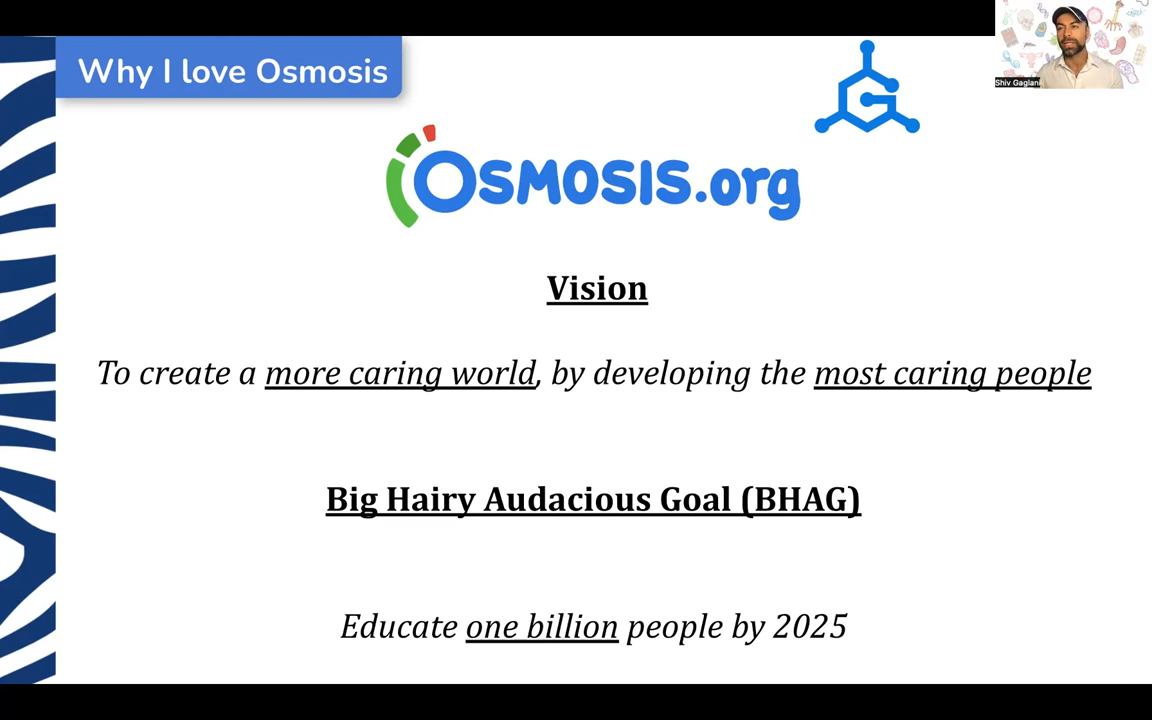 Why I love Osmosis
Shiv Gaglani
OSMOSIS.org
Vision
To create a more caring world, by developing the most caring people
Big Hairy Audacious Goal (BHAG)
Educate one billion people by 2025